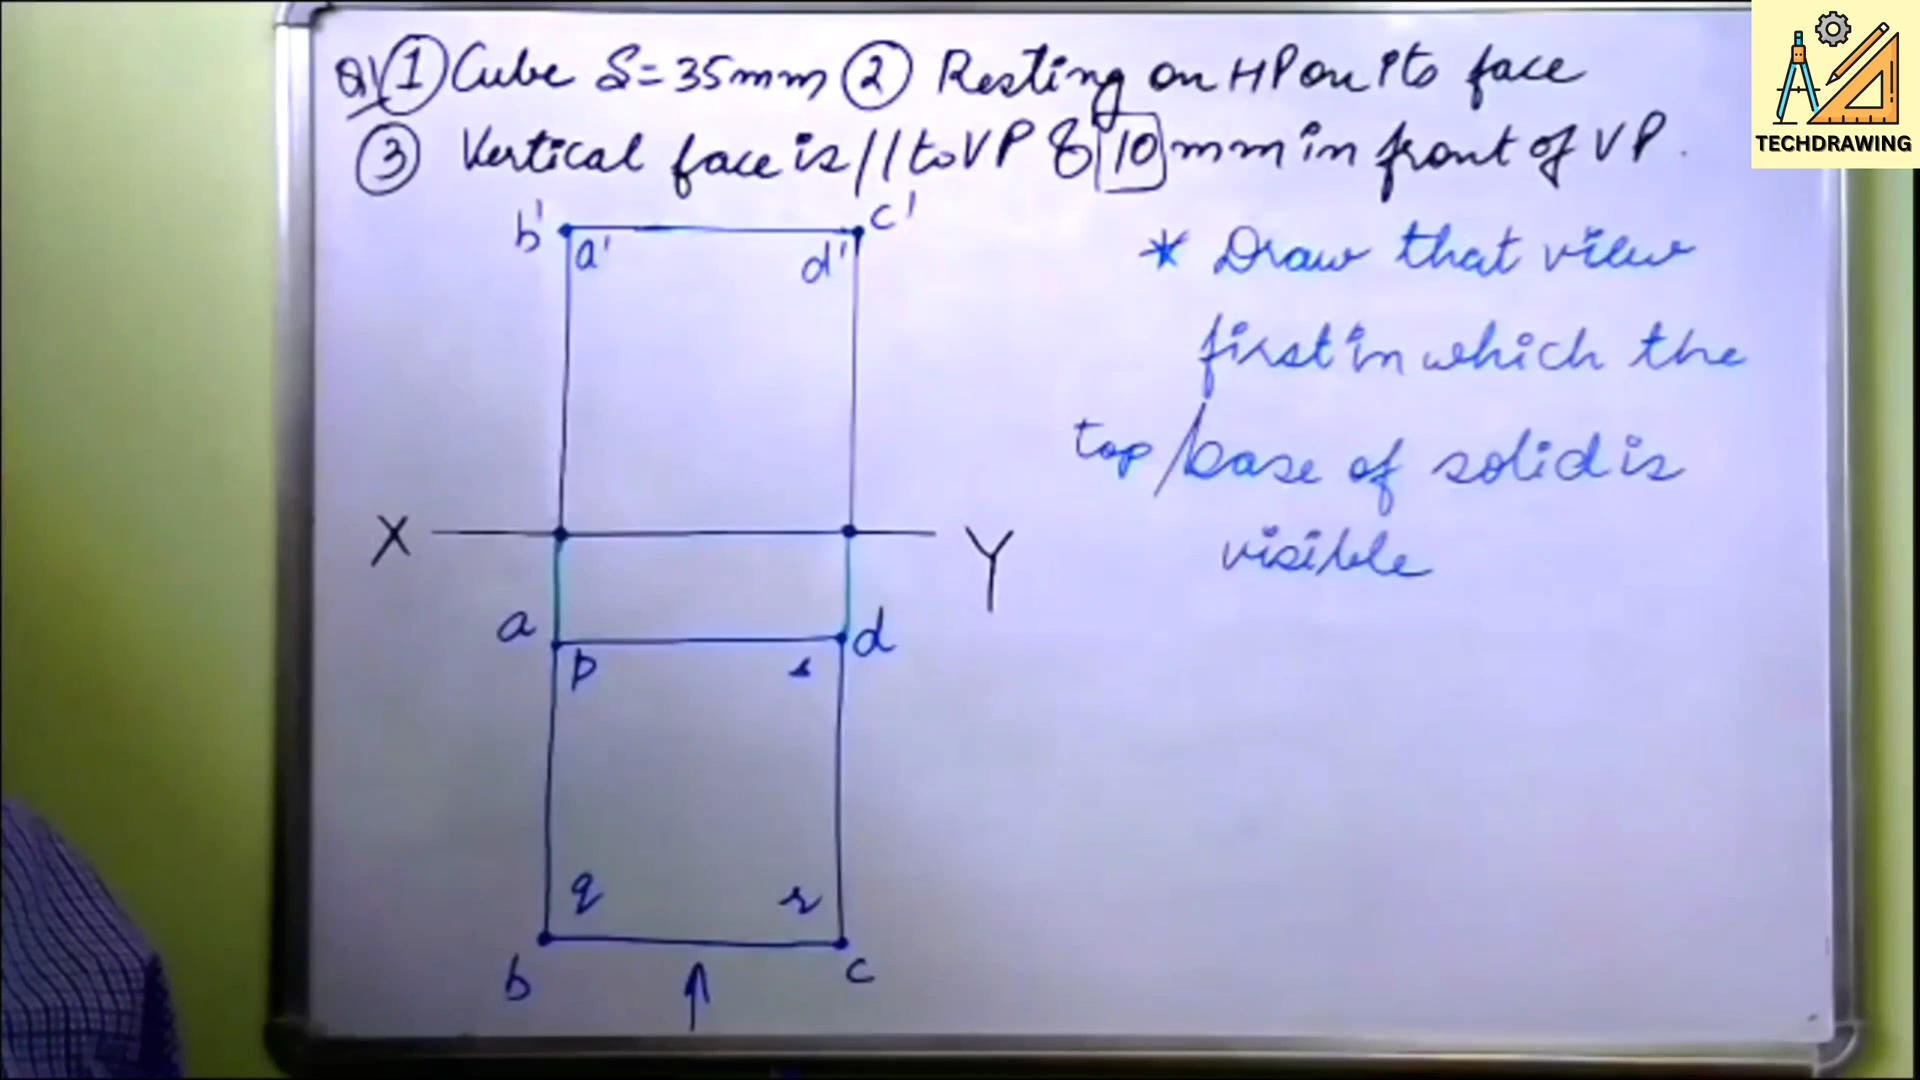 Q1) ① Cube S=35mm ② Resting on HP on its face
③ Vertical face is // to VP & 10 mm in front of VP.
TECHDRAWING
b' c'
a' d'
* Draw that view
first in which the
top/base of solid is
visible
X Y
a d
p s
q r
b c